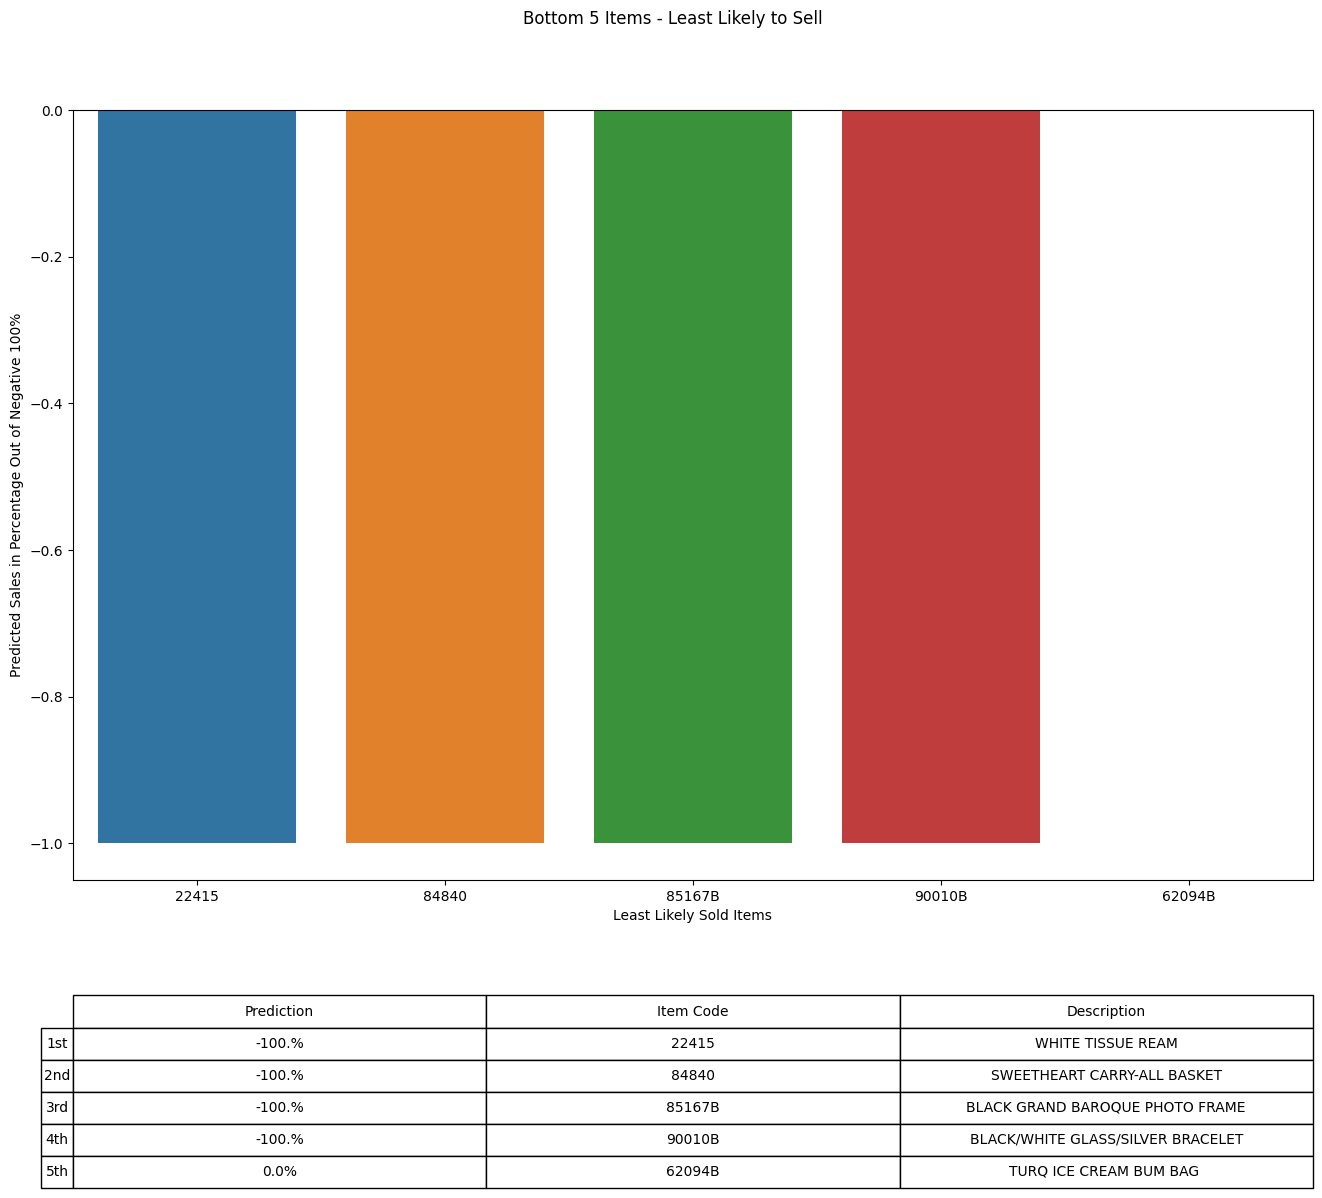 Bottom 5 Items - Least Likely to Sell
Predicted Sales in Percentage Out of Negative 100%
0.0
−0.2
−0.4
−0.6
−0.8
−1.0
22415 84840 85167B 90010B 62094B
Least Likely Sold Items
Prediction Item Code Description
1st -100.% 22415 WHITE TISSUE REAM
2nd -100.% 84840 SWEETHEART CARRY-ALL BASKET
3rd -100.% 85167B BLACK GRAND BAROQUE PHOTO FRAME
4th -100.% 90010B BLACK/WHITE GLASS/SILVER BRACELET
5th 0.0% 62094B TURQ ICE CREAM BUM BAG